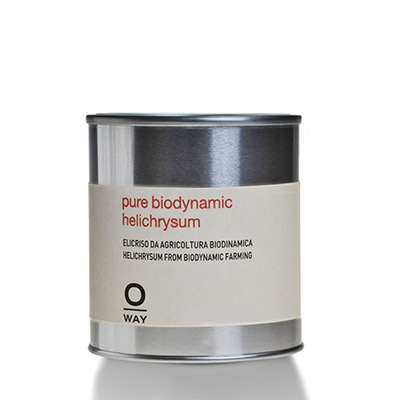 pure biodynamic
helichrysum
ELICRISO DA AGRICOLTURA BIODINAMICA
HELICHRYSUM FROM BIODYNAMIC FARMING
O
WAY